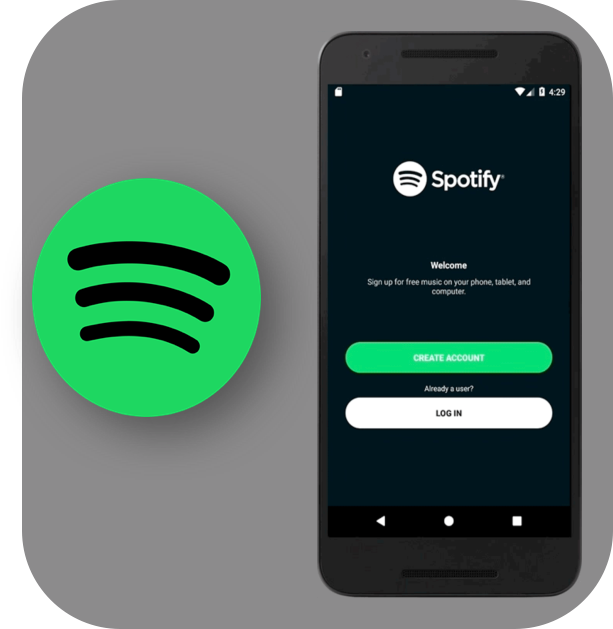 4:29
Spotify®
Welcome
Sign up for free music on your phone, tablet, and
computer.
CREATE ACCOUNT
Already a user?
LOG IN